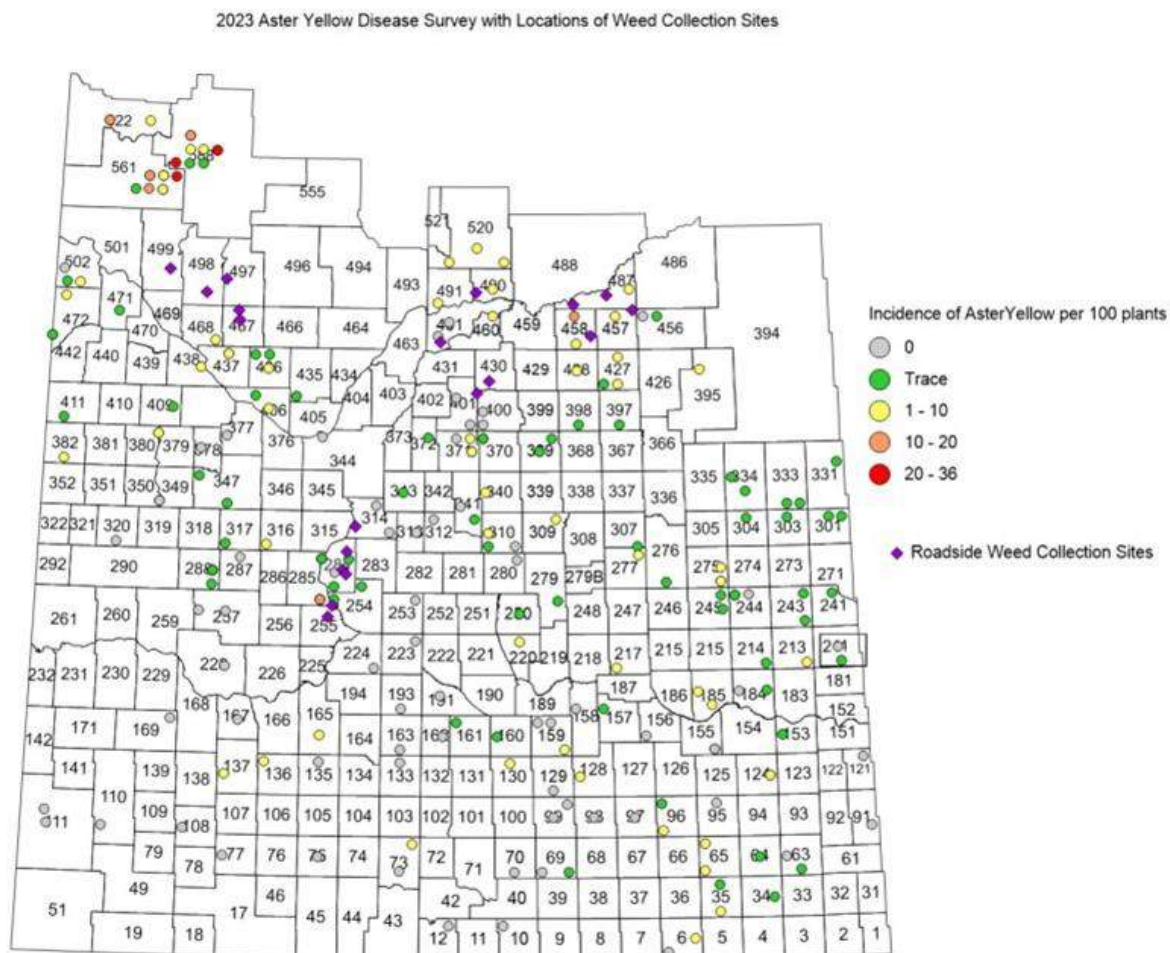 2023 Aster Yellow Disease Survey with Locations of Weed Collection Sites
22
561
555
521 520
501 499 498 497 496 494 493 491 490 488 487 486
502
472 471 470 469 468 467 466 464 463 460 459 458 457 456 394
442 440 439 438 437 435 434 431 430 429 427 426 395
411 410 409 405 404 403 402 401 400 399 398 397
382 381 380 379 377 376 373 372 370 368 367 366
352 351 350 349 347 346 345 344 342 340 339 338 337 336 335 334 333 331
322 321 320 319 318 317 316 315 314 313 312 310 309 308 307 305 304 303 301
292 290 288 287 286 285 283 282 281 280 279 279B 277 276 275 274 273 271
261 260 259 257 256 255 254 253 252 251 250 248 247 246 245 244 243 241
232 231 230 229 226 225 224 223 222 221 220 219 218 217 215 215 214 213
194 193 191 190 189 187 186 185 184 183 181
171 169 168 167 166 165 164 163 161 160 159 158 157 156 155 154 153 152 151
142 141 139 138 137 136 135 134 133 132 131 130 129 128 127 126 125 124 123 122 121
111 110 109 108 107 106 105 104 103 102 101 100 99 98 97 96 95 94 93 92 91
79 78 77 76 75 74 73 72 71 70 69 68 67 66 65 64 63 61
51 49 46 45 44 43 42 40 39 38 37 36 35 34 33 32 31
19 18 17 12 11 10 9 8 7 6 5 4 3 2 1
Incidence of AsterYellow per 100 plants
0
Trace
1 - 10
10 - 20
20 - 36
Roadside Weed Collection Sites